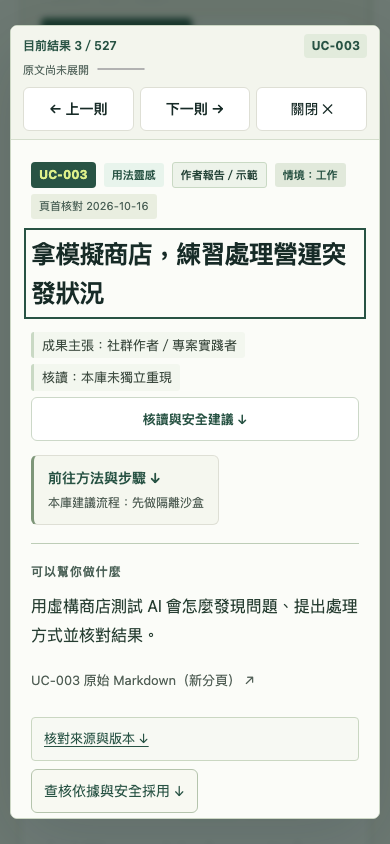 目前結果 3 / 527
UC-003
原文尚未展開
← 上一則
下一則 →
關閉 ×
UC-003
用法靈感
作者報告 / 示範
情境：工作
頁首核對 2026-10-16
拿模擬商店，練習處理營運突
發狀況
成果主張：社群作者 / 專案實踐者
核讀：本庫未獨立重現
核讀與安全建議 ↓
前往方法與步驟 ↓
本庫建議流程：先做隔離沙盒
可以幫你做什麼
用虛構商店測試 AI 會怎麼發現問題、提出處理
方式並核對結果。
UC-003 原始 Markdown（新分頁） ↗
核對來源與版本 ↓
查核依據與安全採用 ↓